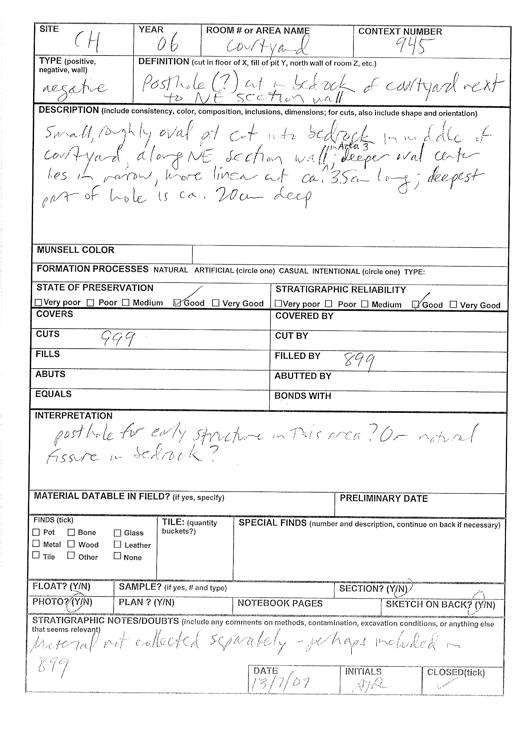 SITE CH YEAR 06 ROOM # or AREA NAME Courtyard CONTEXT NUMBER 945
TYPE (positive, negative, wall) negative
DEFINITION (cut in floor of X, fill of pit Y, north wall of room Z, etc.)
Posthole (?) cut in bedrock of courtyard next
to NE section wall
DESCRIPTION (include consistency, color, composition, inclusions, dimensions; for cuts, also include shape and orientation)
Small, roughly oval pit cut into bedrock in middle of
courtyard, along NE section wall, in Area 3; deeper oval center
lies in narrow, more linear cut ca. 35cm long; deepest
part of hole is ca. 20cm deep
MUNSELL COLOR
FORMATION PROCESSES NATURAL ARTIFICIAL (circle one) CASUAL INTENTIONAL (circle one) TYPE:
STATE OF PRESERVATION
Very poor Poor Medium Good Very Good
STRATIGRAPHIC RELIABILITY
Very poor Poor Medium Good Very Good
COVERS
COVERED BY
CUTS 999
CUT BY
FILLS
FILLED BY 899
ABUTS
ABUTTED BY
EQUALS
BONDS WITH
INTERPRETATION
posthole for early structure in this area? Or natural
fissure in bedrock?
MATERIAL DATABLE IN FIELD? (if yes, specify)
PRELIMINARY DATE
FINDS (tick)
Pot Bone Glass
Metal Wood Leather
Tile Other None
TILE: (quantity buckets?)
SPECIAL FINDS (number and description, continue on back if necessary)
FLOAT? (Y/N) SAMPLE? (if yes, # and type) SECTION? (Y/N)
PHOTO? (Y/N) PLAN ? (Y/N) NOTEBOOK PAGES SKETCH ON BACK? (Y/N)
STRATIGRAPHIC NOTES/DOUBTS (include any comments on methods, contamination, excavation conditions, or anything else
that seems relevant)
Material not collected separately - perhaps included in
899
DATE 13/7/07 INITIALS CLOSED(tick)